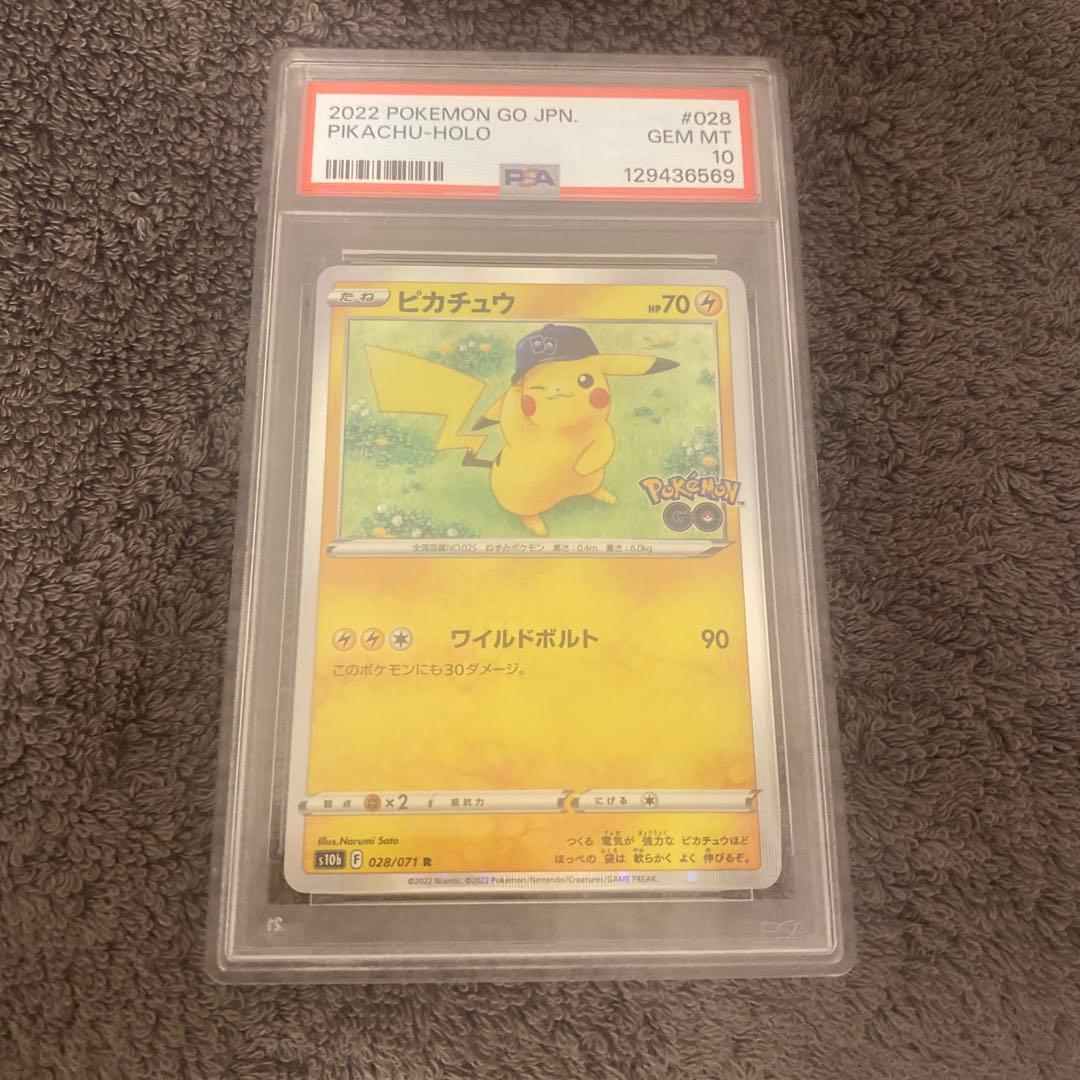 2022 POKEMON GO JPN. #028
PIKACHU-HOLO GEM MT
10
PSA 129436569
たね ピカチュウ HP70
Pokémon
GO
全国図鑑NO.025 ねずみポケモン 高さ:0.4m 重さ:6.0kg
ワイルドボルト 90
このポケモンにも30ダメージ。
弱点 ×2 抵抗力 にげる
Illus.Narumi Sato
つくる 電気が 強力な ピカチュウほど
ほっぺの 袋は 軟らかく よく 伸びるぞ。
s10b F 028/071 R
©2022 Niantic. ©2022 Pokémon/Nintendo/Creatures/GAME FREAK.